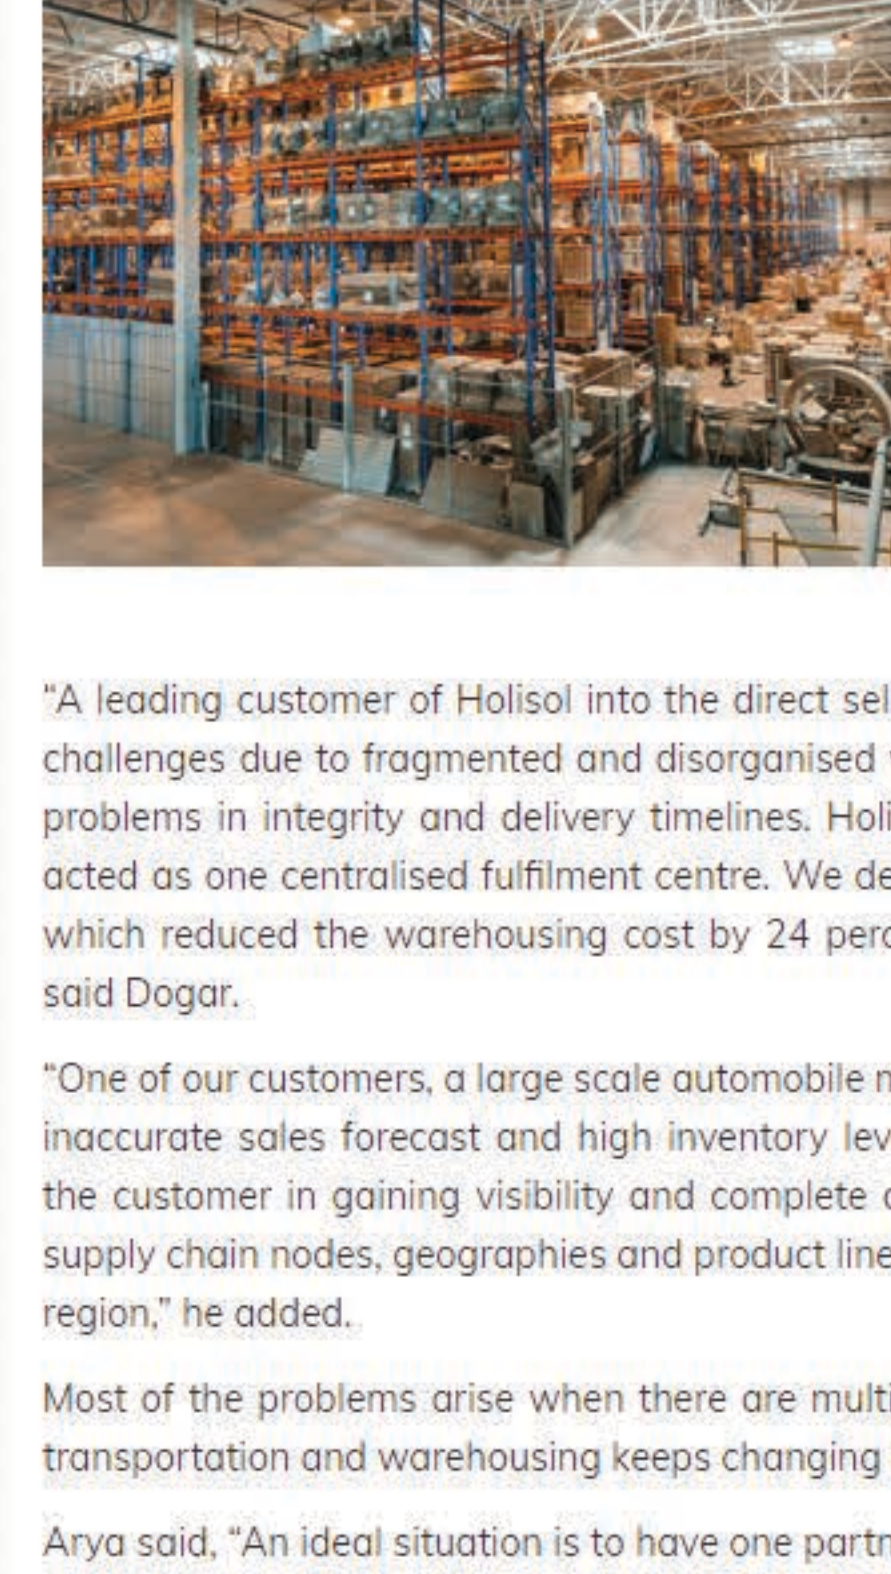 “A leading customer of Holisol into the direct sel
challenges due to fragmented and disorganised
problems in integrity and delivery timelines. Holi
acted as one centralised fulfilment centre. We de
which reduced the warehousing cost by 24 perc
said Dogar.
“One of our customers, a large scale automobile
inaccurate sales forecast and high inventory lev
the customer in gaining visibility and complete
supply chain nodes, geographies and product line
region,” he added.
Most of the problems arise when there are multi
transportation and warehousing keeps changing
Arya said, “An ideal situation is to have one partn